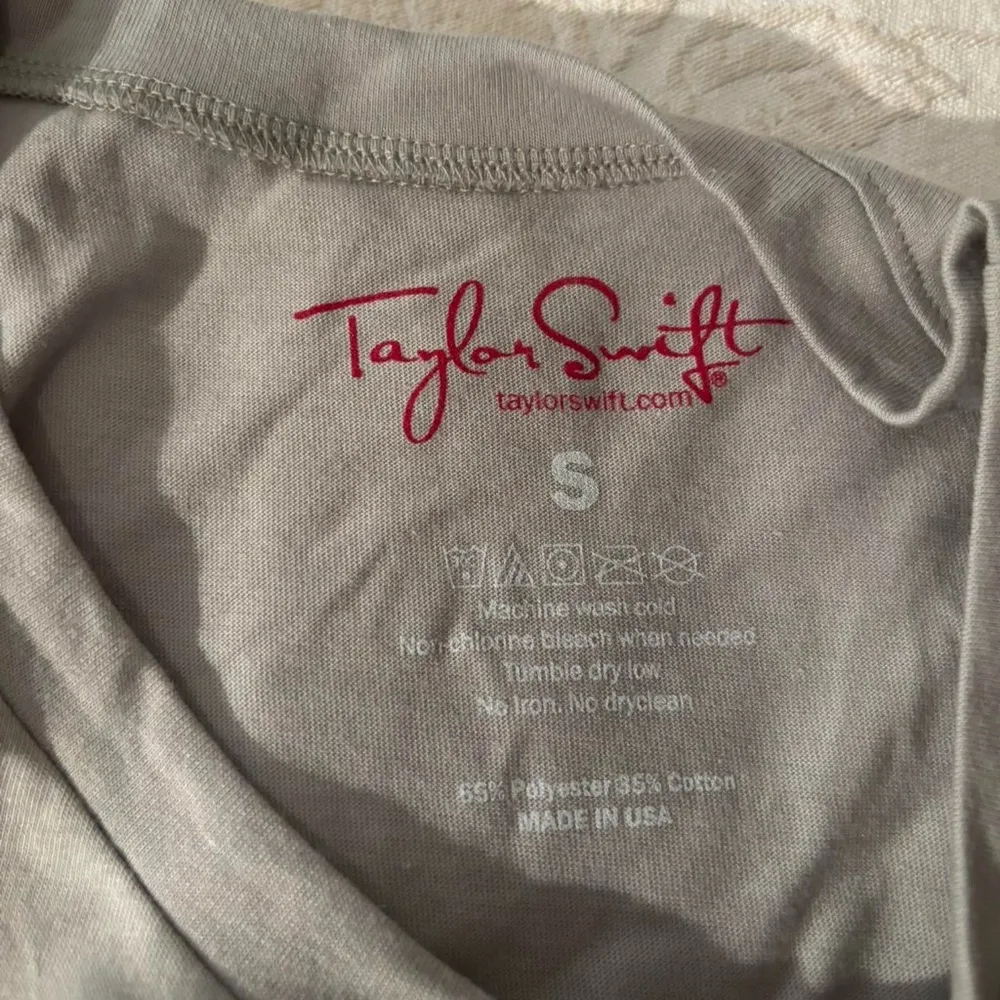 Taylor Swift®
taylorswift.com
S
Machine wash cold
Non-chlorine bleach when needed
Tumble dry low
No Iron. No dryclean
65% Polyester 35% Cotton
MADE IN USA